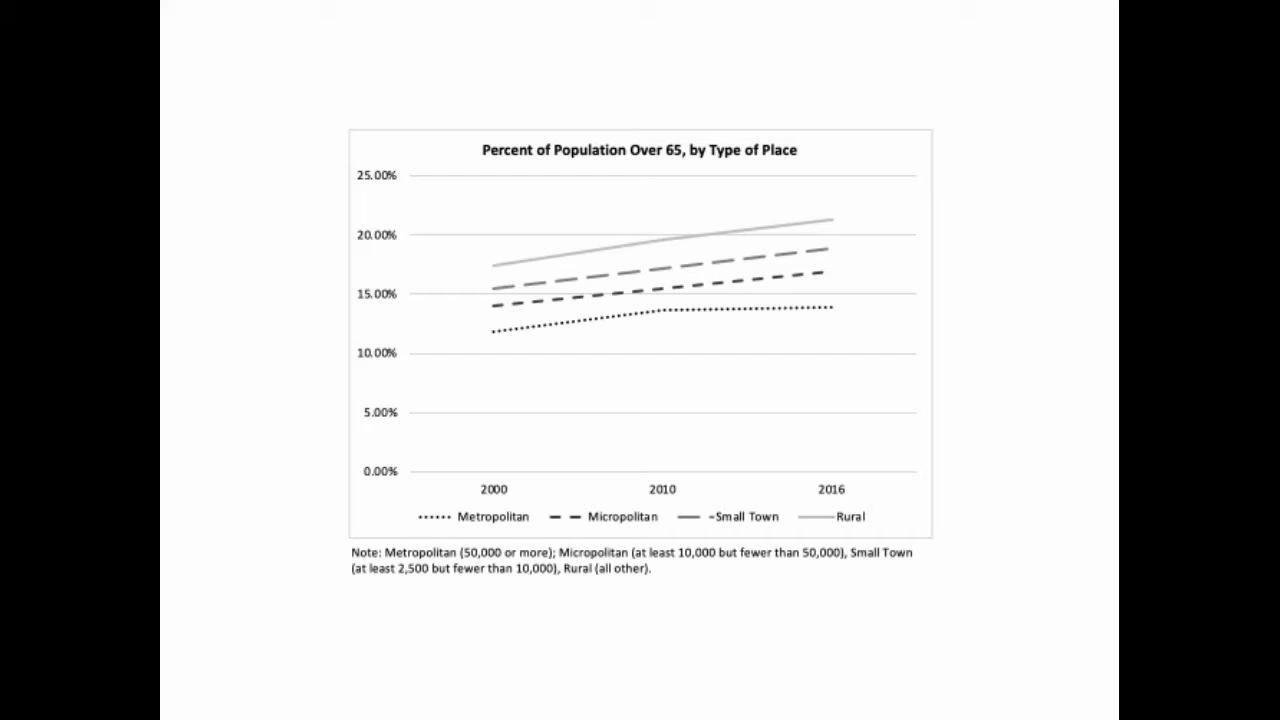 Percent of Population Over 65, by Type of Place
25.00%
20.00%
15.00%
10.00%
5.00%
0.00%
2000 2010 2016
Metropolitan Micropolitan -Small Town Rural
Note: Metropolitan (50,000 or more); Micropolitan (at least 10,000 but fewer than 50,000), Small Town
(at least 2,500 but fewer than 10,000), Rural (all other).